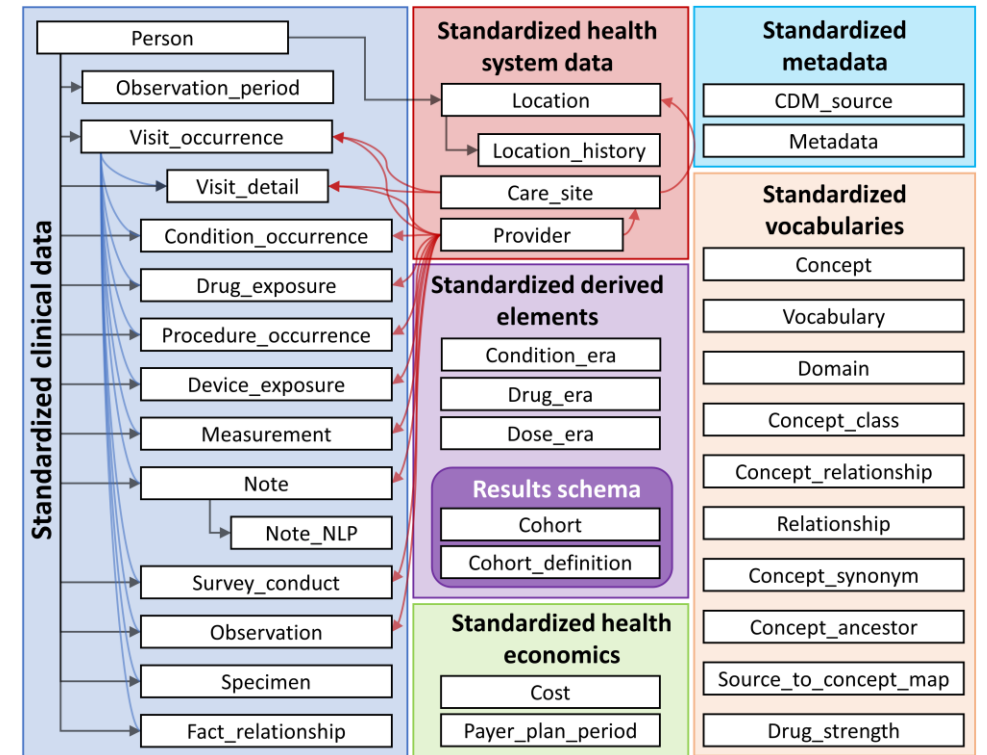 Standardized clinical data
Person
Observation_period
Visit_occurrence
Visit_detail
Condition_occurrence
Drug_exposure
Procedure_occurrence
Device_exposure
Measurement
Note
Note_NLP
Survey_conduct
Observation
Specimen
Fact_relationship
Standardized health
system data
Location
Location_history
Care_site
Provider
Standardized derived
elements
Condition_era
Drug_era
Dose_era
Results schema
Cohort
Cohort_definition
Standardized health
economics
Cost
Payer_plan_period
Standardized
metadata
CDM_source
Metadata
Standardized
vocabularies
Concept
Vocabulary
Domain
Concept_class
Concept_relationship
Relationship
Concept_synonym
Concept_ancestor
Source_to_concept_map
Drug_strength